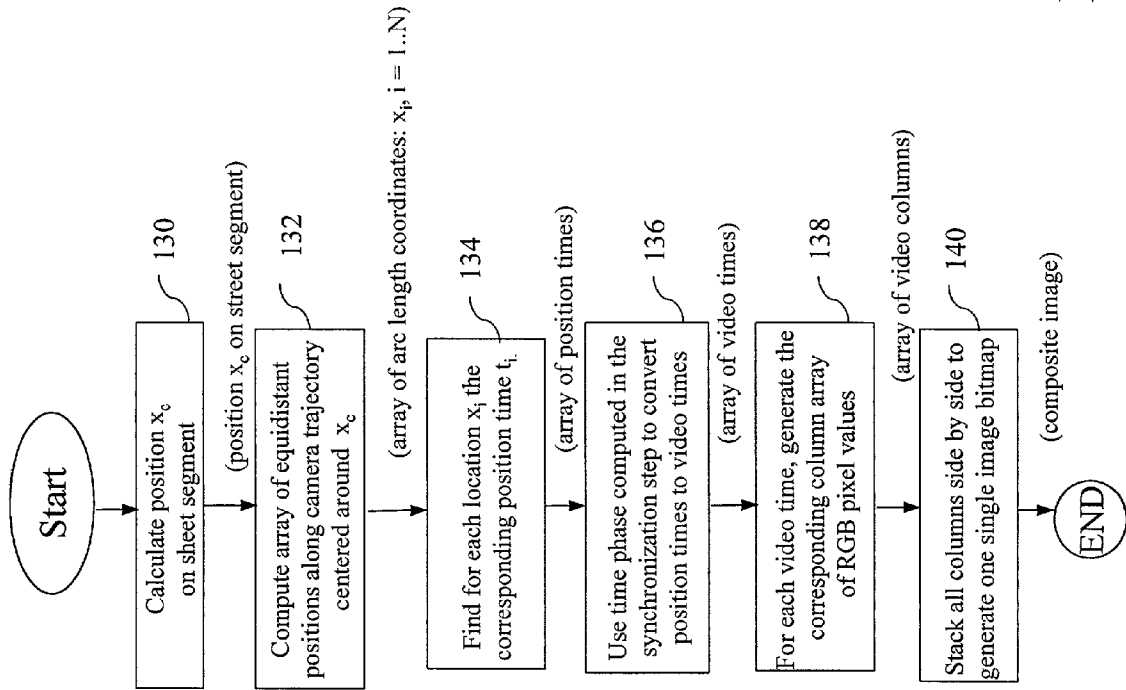 Start
Calculate position x_c
on sheet segment
130
(position x_c on street segment)
Compute array of equidistant
positions along camera trajectory
centered around x_c
132
(array of arc length coordinates: x_i, i = 1..N)
Find for each location x_i the
corresponding position time t_i.
134
(array of position times)
Use time phase computed in the
synchronization step to convert
position times to video times
136
(array of video times)
For each video time, generate the
corresponding column array
of RGB pixel values
138
(array of video columns)
Stack all columns side by side to
generate one single image bitmap
140
(composite image)
END